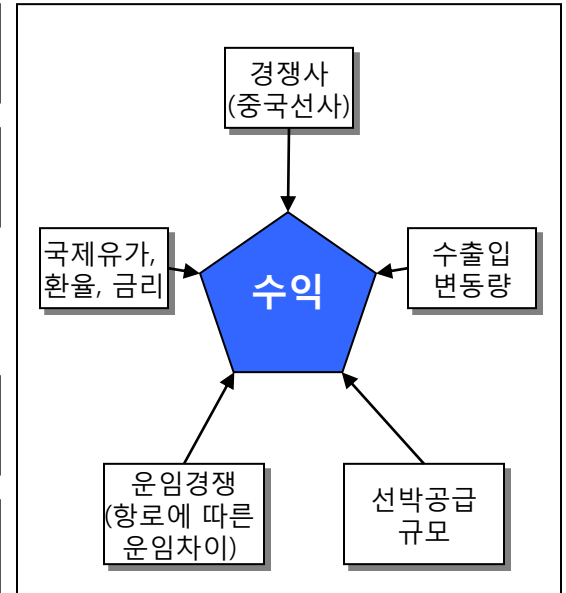 경쟁사
(중국선사)
국제유가,
환율, 금리
수익
수출입
변동량
운임경쟁
(항로에 따른
운임차이)
선박공급
규모